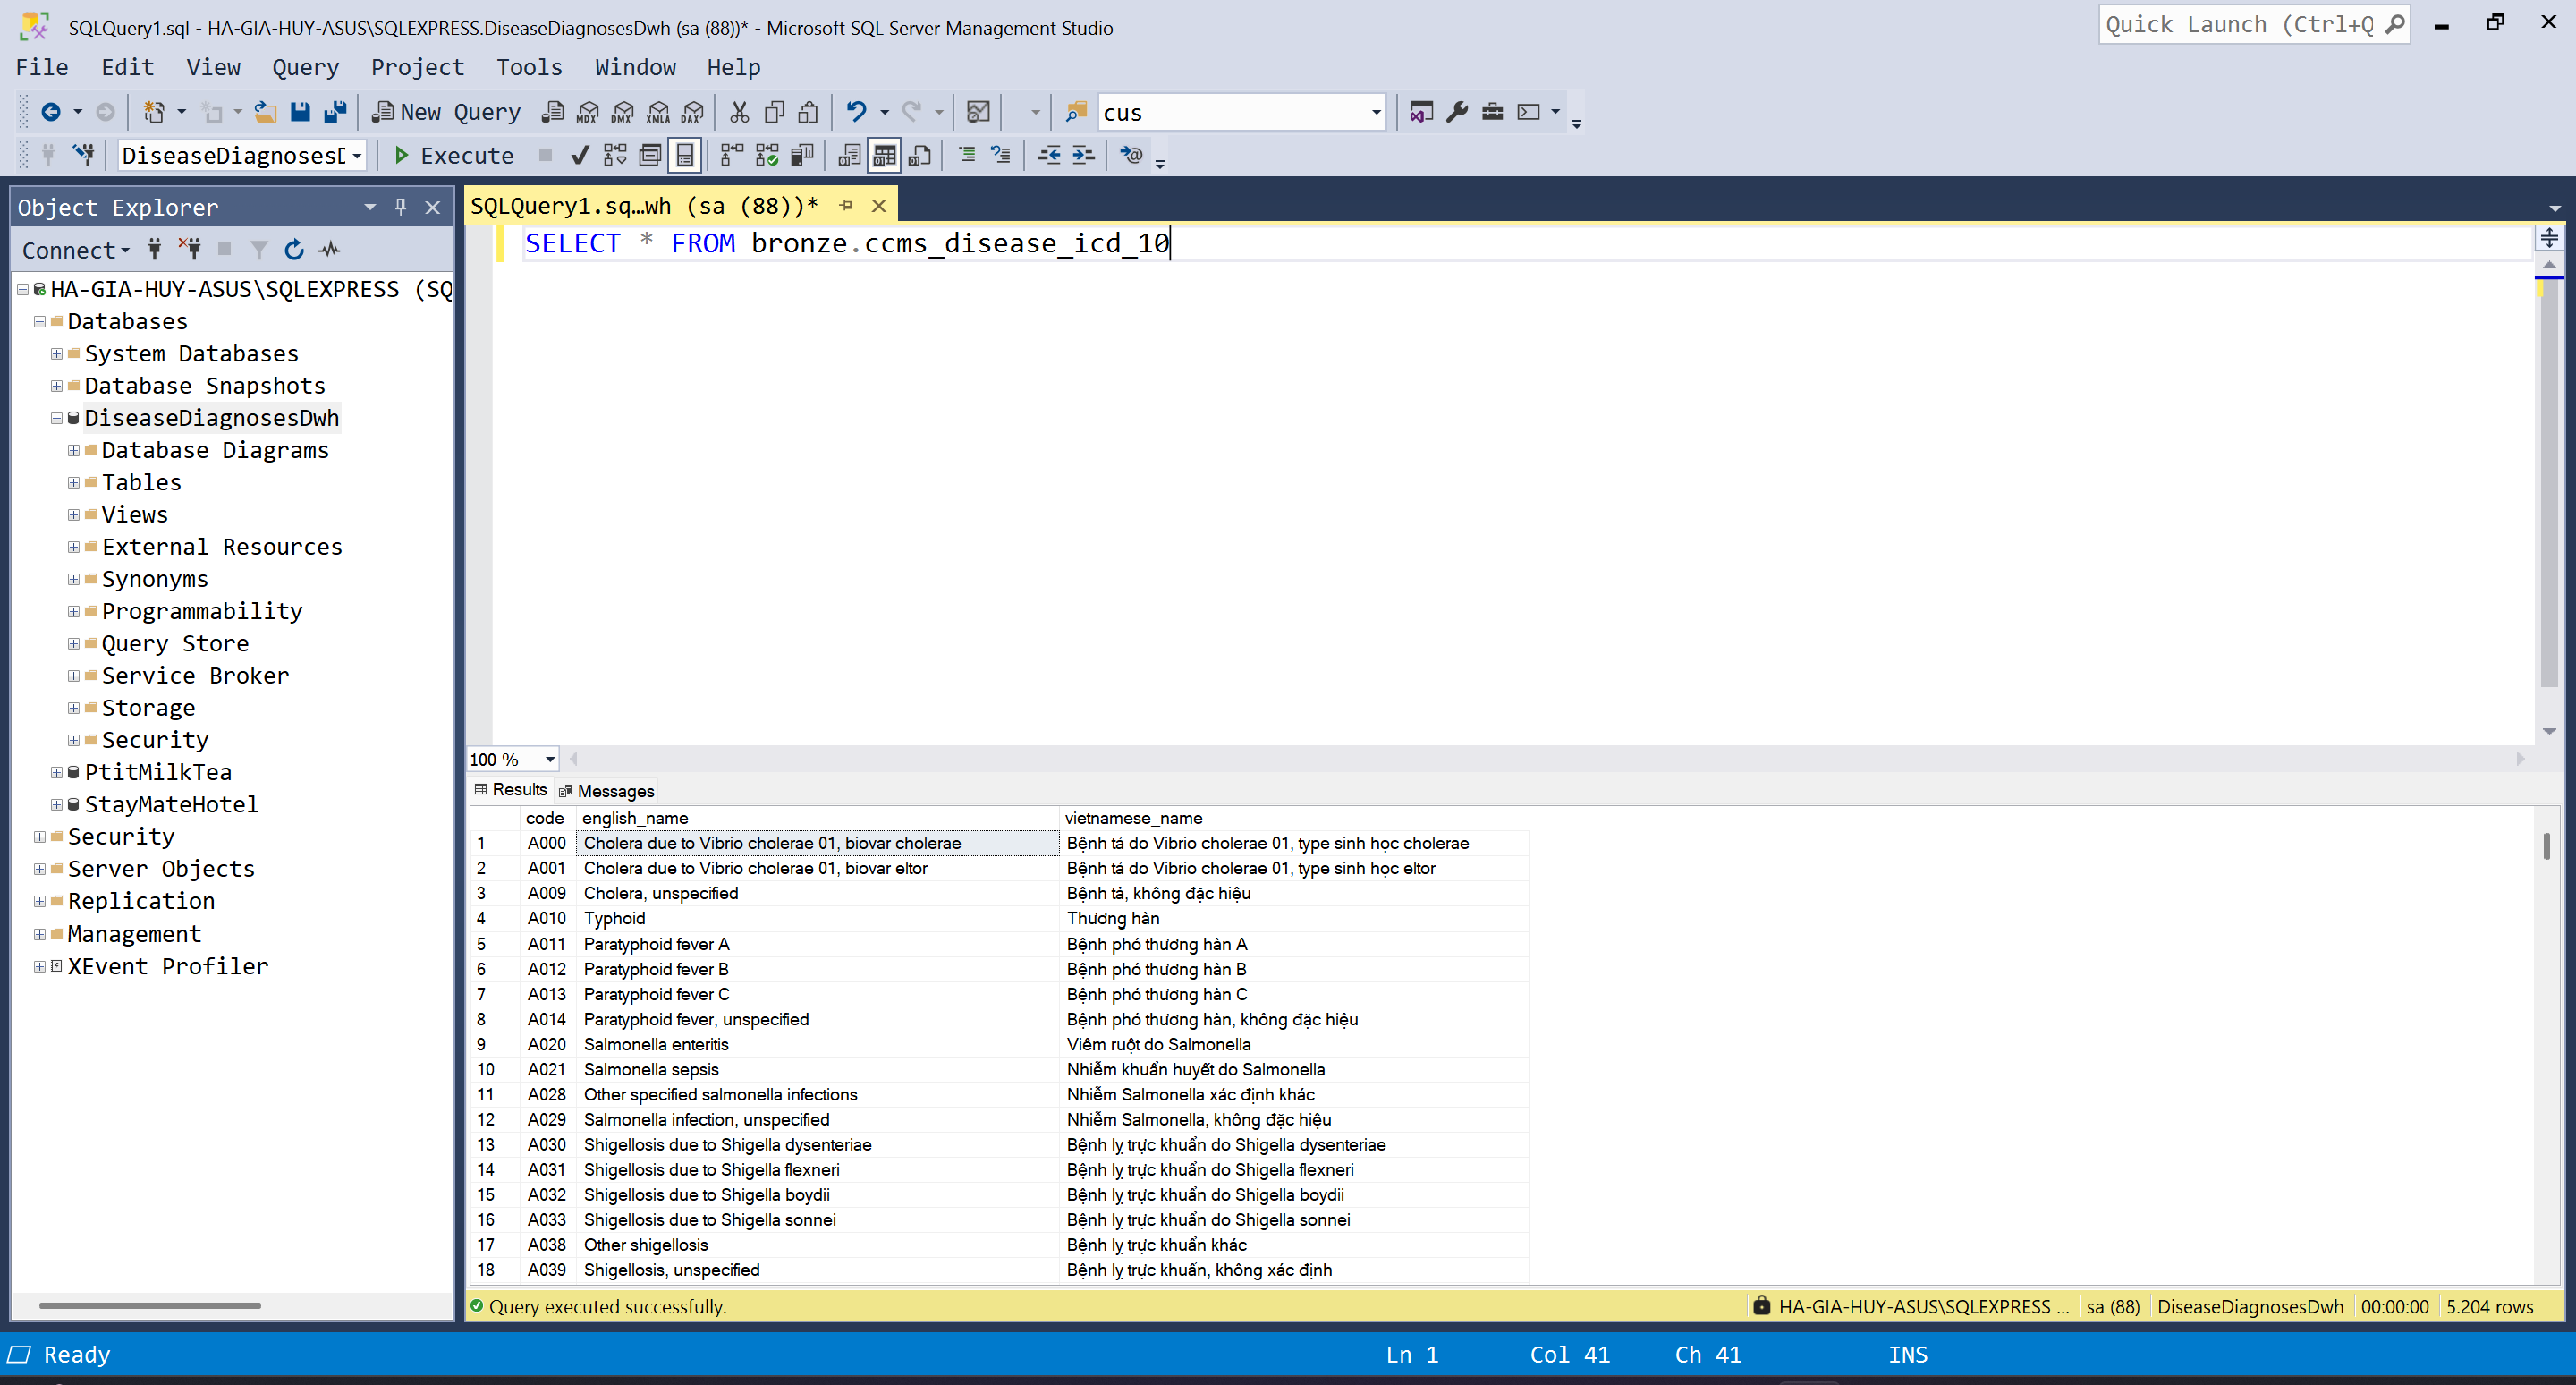 SQLQuery1.sql - HA-GIA-HUY-ASUS\SQLEXPRESS.DiseaseDiagnosesDwh (sa (88))* - Microsoft SQL Server Management Studio
Quick Launch (Ctrl+Q
File Edit View Query Project Tools Window Help
New Query MDX DMX XMLA DAX cus
DiseaseDiagnosesD Execute
Object Explorer
Connect
HA-GIA-HUY-ASUS\SQLEXPRESS (SQ
Databases
System Databases
Database Snapshots
DiseaseDiagnosesDwh
Database Diagrams
Tables
Views
External Resources
Synonyms
Programmability
Query Store
Service Broker
Storage
Security
PtitMilkTea
StayMateHotel
Security
Server Objects
Replication
Management
XEvent Profiler
SQLQuery1.sq...wh (sa (88))*
SELECT * FROM bronze.ccms_disease_icd_10
100 %
Results Messages
code english_name vietnamese_name
1 A000 Cholera due to Vibrio cholerae 01, biovar cholerae Bệnh tả do Vibrio cholerae 01, type sinh học cholerae
2 A001 Cholera due to Vibrio cholerae 01, biovar eltor Bệnh tả do Vibrio cholerae 01, type sinh học eltor
3 A009 Cholera, unspecified Bệnh tả, không đặc hiệu
4 A010 Typhoid Thương hàn
5 A011 Paratyphoid fever A Bệnh phó thương hàn A
6 A012 Paratyphoid fever B Bệnh phó thương hàn B
7 A013 Paratyphoid fever C Bệnh phó thương hàn C
8 A014 Paratyphoid fever, unspecified Bệnh phó thương hàn, không đặc hiệu
9 A020 Salmonella enteritis Viêm ruột do Salmonella
10 A021 Salmonella sepsis Nhiễm khuẩn huyết do Salmonella
11 A028 Other specified salmonella infections Nhiễm Salmonella xác định khác
12 A029 Salmonella infection, unspecified Nhiễm Salmonella, không đặc hiệu
13 A030 Shigellosis due to Shigella dysenteriae Bệnh lỵ trực khuẩn do Shigella dysenteriae
14 A031 Shigellosis due to Shigella flexneri Bệnh lỵ trực khuẩn do Shigella flexneri
15 A032 Shigellosis due to Shigella boydii Bệnh lỵ trực khuẩn do Shigella boydii
16 A033 Shigellosis due to Shigella sonnei Bệnh lỵ trực khuẩn do Shigella sonnei
17 A038 Other shigellosis Bệnh lỵ trực khuẩn khác
18 A039 Shigellosis, unspecified Bệnh lỵ trực khuẩn, không xác định
Query executed successfully. HA-GIA-HUY-ASUS\SQLEXPRESS ... sa (88) DiseaseDiagnosesDwh 00:00:00 5.204 rows
Ready Ln 1 Col 41 Ch 41 INS